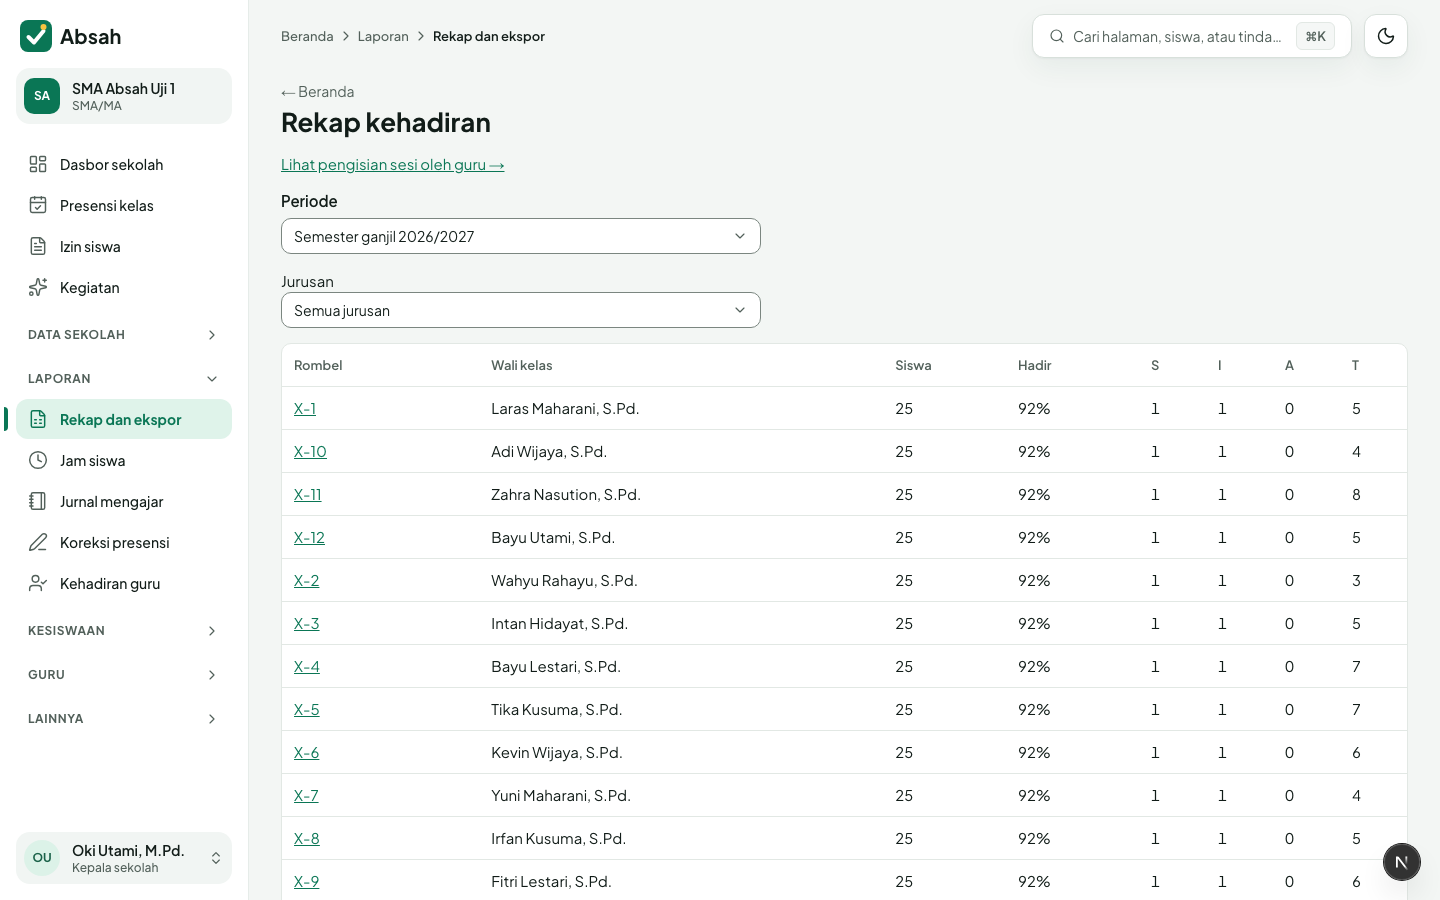 Absah
SA
SMA Absah Uji 1
SMA/MA
Dasbor sekolah
Presensi kelas
Izin siswa
Kegiatan
DATA SEKOLAH
LAPORAN
Rekap dan ekspor
Jam siswa
Jurnal mengajar
Koreksi presensi
Kehadiran guru
KESISWAAN
GURU
LAINNYA
OU
Oki Utami, M.Pd.
Kepala sekolah
Beranda > Laporan > Rekap dan ekspor
Cari halaman, siswa, atau tinda… ⌘K
← Beranda
Rekap kehadiran
Lihat pengisian sesi oleh guru →
Periode
Semester ganjil 2026/2027
Jurusan
Semua jurusan
Rombel Wali kelas Siswa Hadir S I A T
X-1 Laras Maharani, S.Pd. 25 92% 1 1 0 5
X-10 Adi Wijaya, S.Pd. 25 92% 1 1 0 4
X-11 Zahra Nasution, S.Pd. 25 92% 1 1 0 8
X-12 Bayu Utami, S.Pd. 25 92% 1 1 0 5
X-2 Wahyu Rahayu, S.Pd. 25 92% 1 1 0 3
X-3 Intan Hidayat, S.Pd. 25 92% 1 1 0 5
X-4 Bayu Lestari, S.Pd. 25 92% 1 1 0 7
X-5 Tika Kusuma, S.Pd. 25 92% 1 1 0 7
X-6 Kevin Wijaya, S.Pd. 25 92% 1 1 0 6
X-7 Yuni Maharani, S.Pd. 25 92% 1 1 0 4
X-8 Irfan Kusuma, S.Pd. 25 92% 1 1 0 5
X-9 Fitri Lestari, S.Pd. 25 92% 1 1 0 6
N